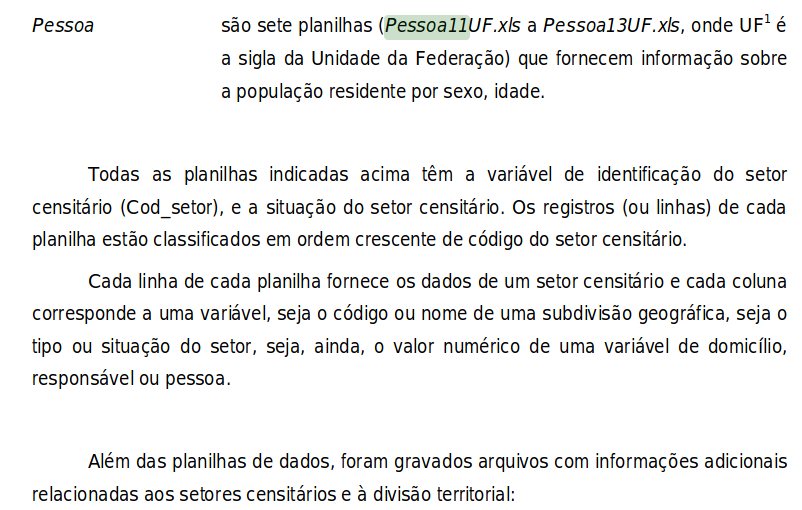 Pessoa são sete planilhas (Pessoa11UF.xls a Pessoa13UF.xls, onde UF1 é
a sigla da Unidade da Federação) que fornecem informação sobre
a população residente por sexo, idade.
Todas as planilhas indicadas acima têm a variável de identificação do setor
censitário (Cod_setor), e a situação do setor censitário. Os registros (ou linhas) de cada
planilha estão classificados em ordem crescente de código do setor censitário.
Cada linha de cada planilha fornece os dados de um setor censitário e cada coluna
corresponde a uma variável, seja o código ou nome de uma subdivisão geográfica, seja o
tipo ou situação do setor, seja, ainda, o valor numérico de uma variável de domicílio,
responsável ou pessoa.
Além das planilhas de dados, foram gravados arquivos com informações adicionais
relacionadas aos setores censitários e à divisão territorial: